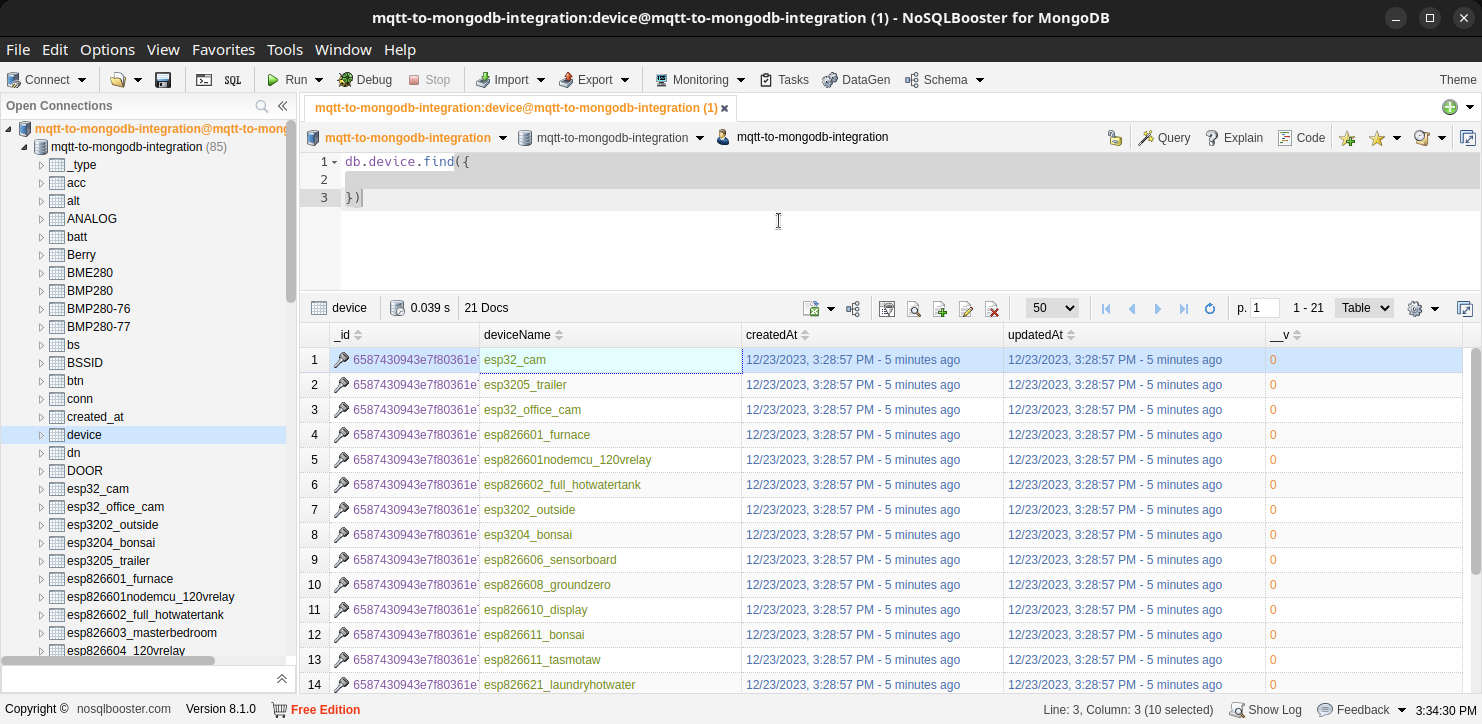 mqtt-to-mongodb-integration:device@mqtt-to-mongodb-integration (1) - NoSQLBooster for MongoDB
File Edit Options View Favorites Tools Window Help
Connect SQL Run Debug Stop Import Export Monitoring Tasks DataGen Schema Theme
Open Connections
mqtt-to-mongodb-integration@mqtt-to-mong
mqtt-to-mongodb-integration (85)
_type
acc
alt
ANALOG
batt
Berry
BME280
BMP280
BMP280-76
BMP280-77
bs
BSSID
btn
conn
created_at
device
dn
DOOR
esp32_cam
esp32_office_cam
esp3202_outside
esp3204_bonsai
esp3205_trailer
esp826601_furnace
esp826601nodemcu_120vrelay
esp826602_full_hotwatertank
esp826603_masterbedroom
esp826604_120vrelay
mqtt-to-mongodb-integration:device@mqtt-to-mongodb-integration (1)
mqtt-to-mongodb-integration mqtt-to-mongodb-integration mqtt-to-mongodb-integration Query Explain Code
1 db.device.find({
2
3 })
device 0.039 s 21 Docs 50 p. 1 1 - 21 Table
_id deviceName createdAt updatedAt __v
1 6587430943e7f80361e7 esp32_cam 12/23/2023, 3:28:57 PM - 5 minutes ago 12/23/2023, 3:28:57 PM - 5 minutes ago 0
2 6587430943e7f80361e7 esp3205_trailer 12/23/2023, 3:28:57 PM - 5 minutes ago 12/23/2023, 3:28:57 PM - 5 minutes ago 0
3 6587430943e7f80361e7 esp32_office_cam 12/23/2023, 3:28:57 PM - 5 minutes ago 12/23/2023, 3:28:57 PM - 5 minutes ago 0
4 6587430943e7f80361e7 esp826601_furnace 12/23/2023, 3:28:57 PM - 5 minutes ago 12/23/2023, 3:28:57 PM - 5 minutes ago 0
5 6587430943e7f80361e7 esp826601nodemcu_120vrelay 12/23/2023, 3:28:57 PM - 5 minutes ago 12/23/2023, 3:28:57 PM - 5 minutes ago 0
6 6587430943e7f80361e7 esp826602_full_hotwatertank 12/23/2023, 3:28:57 PM - 5 minutes ago 12/23/2023, 3:28:57 PM - 5 minutes ago 0
7 6587430943e7f80361e7 esp3202_outside 12/23/2023, 3:28:57 PM - 5 minutes ago 12/23/2023, 3:28:57 PM - 5 minutes ago 0
8 6587430943e7f80361e7 esp3204_bonsai 12/23/2023, 3:28:57 PM - 5 minutes ago 12/23/2023, 3:28:57 PM - 5 minutes ago 0
9 6587430943e7f80361e7 esp826606_sensorboard 12/23/2023, 3:28:57 PM - 5 minutes ago 12/23/2023, 3:28:57 PM - 5 minutes ago 0
10 6587430943e7f80361e7 esp826608_groundzero 12/23/2023, 3:28:57 PM - 5 minutes ago 12/23/2023, 3:28:57 PM - 5 minutes ago 0
11 6587430943e7f80361e7 esp826610_display 12/23/2023, 3:28:57 PM - 5 minutes ago 12/23/2023, 3:28:57 PM - 5 minutes ago 0
12 6587430943e7f80361e7 esp826611_bonsai 12/23/2023, 3:28:57 PM - 5 minutes ago 12/23/2023, 3:28:57 PM - 5 minutes ago 0
13 6587430943e7f80361e7 esp826611_tasmotaw 12/23/2023, 3:28:57 PM - 5 minutes ago 12/23/2023, 3:28:57 PM - 5 minutes ago 0
14 6587430943e7f80361e7 esp826621_laundryhotwater 12/23/2023, 3:28:57 PM - 5 minutes ago 12/23/2023, 3:28:57 PM - 5 minutes ago 0
Copyright © nosqlbooster.com Version 8.1.0 Free Edition Line: 3, Column: 3 (10 selected) Show Log Feedback 3:34:30 PM